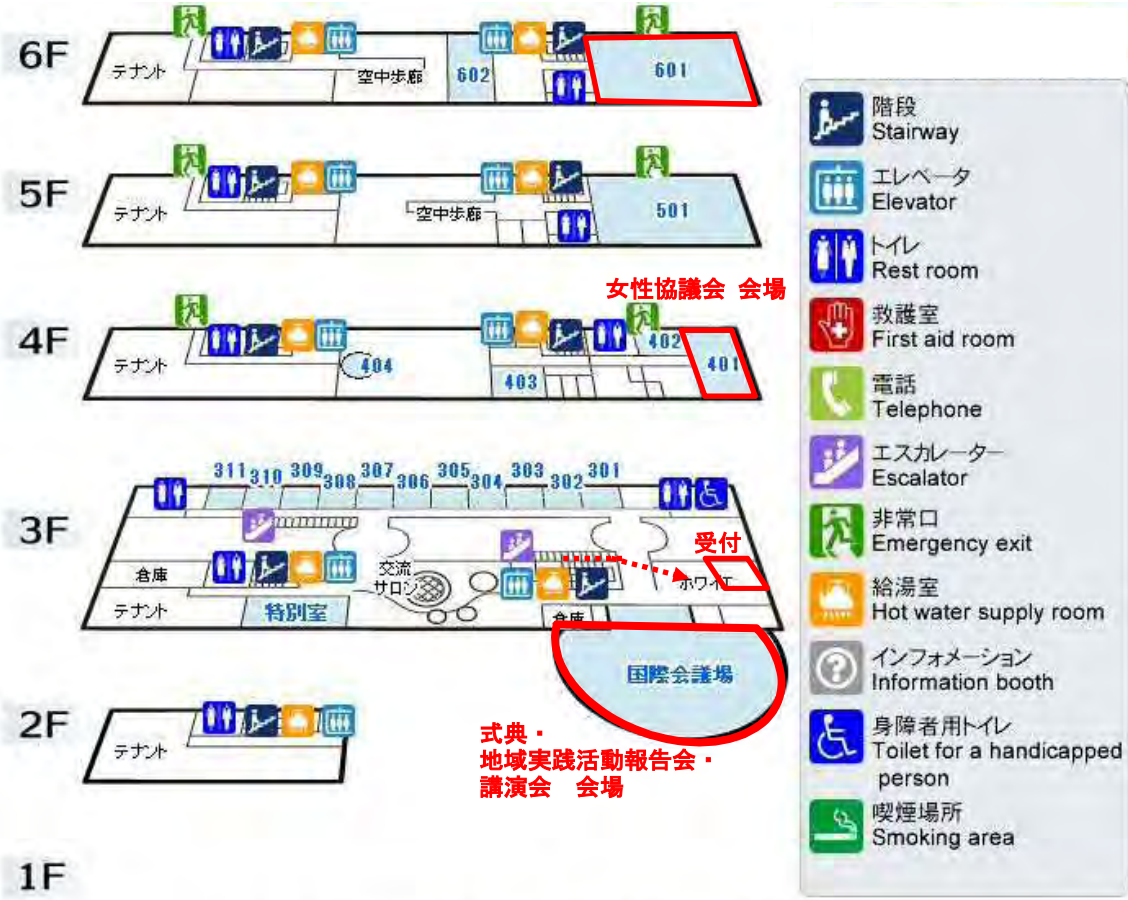 6F
テナント
空中歩廊
602
601
5F
テナント
空中歩廊
501
女性協議会 会場
4F
テナント
404
403
402
401
3F
311
310
309
308
307
306
305
304
303
302
301
受付
倉庫
交流
サロン
ホワイエ
テナント
特別室
倉庫
国際会議場
2F
テナント
式典・
地域実践活動報告会・
講演会 会場
1F
階段
Stairway
エレベータ
Elevator
トイレ
Rest room
救護室
First aid room
電話
Telephone
エスカレーター
Escalator
非常口
Emergency exit
給湯室
Hot water supply room
インフォメーション
Information booth
身障者用トイレ
Toilet for a handicapped
person
喫煙場所
Smoking area